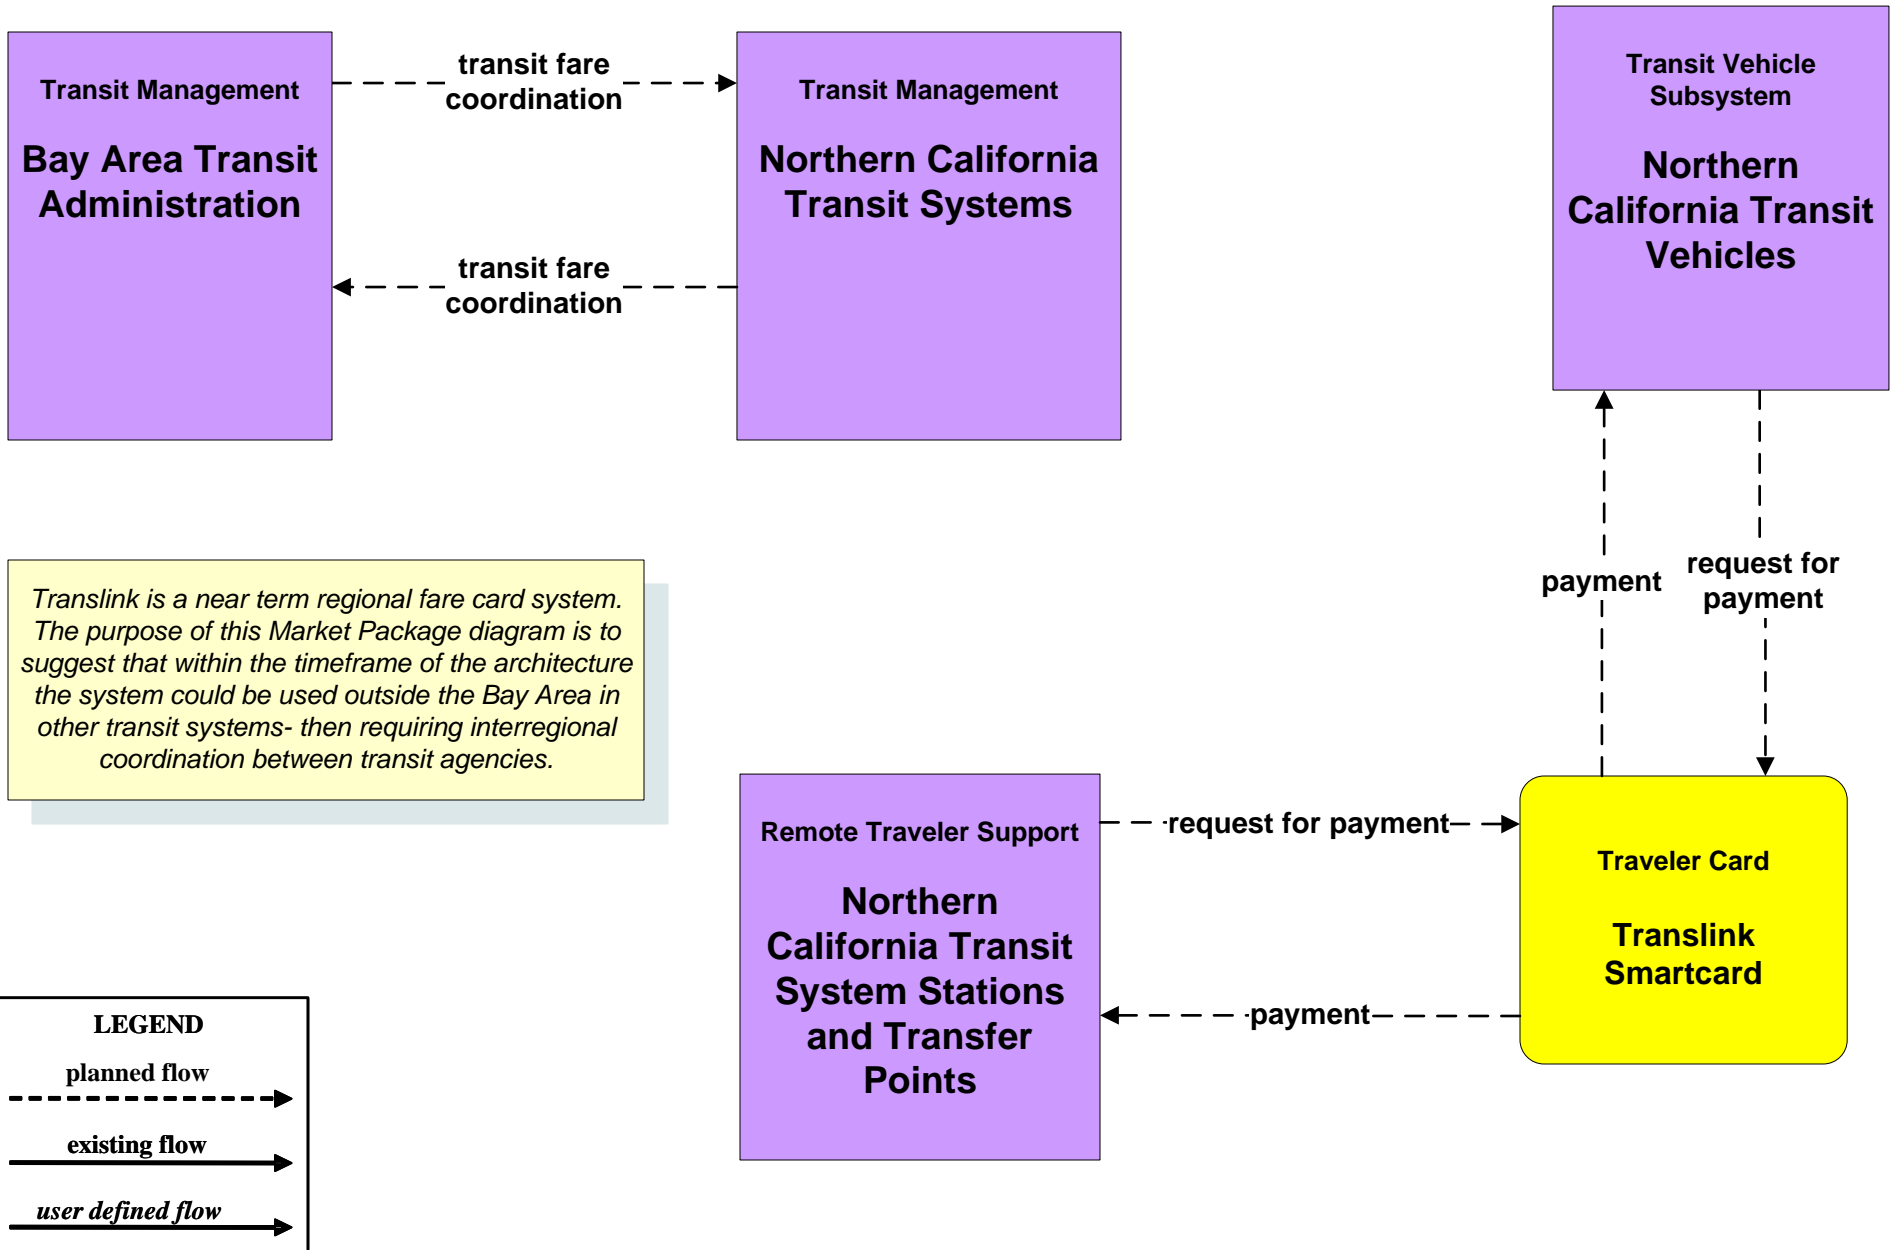 Transit Management
Bay Area Transit
Administration
transit fare
coordination
transit fare
coordination
Transit Management
Northern California
Transit Systems
Transit Vehicle
Subsystem
Northern
California Transit
Vehicles
payment
request for
payment
Translink is a near term regional fare card system.
The purpose of this Market Package diagram is to
suggest that within the timeframe of the architecture
the system could be used outside the Bay Area in
other transit systems- then requiring interregional
coordination between transit agencies.
Remote Traveler Support
Northern
California Transit
System Stations
and Transfer
Points
request for payment
payment
Traveler Card
Translink
Smartcard
LEGEND
planned flow
existing flow
user defined flow